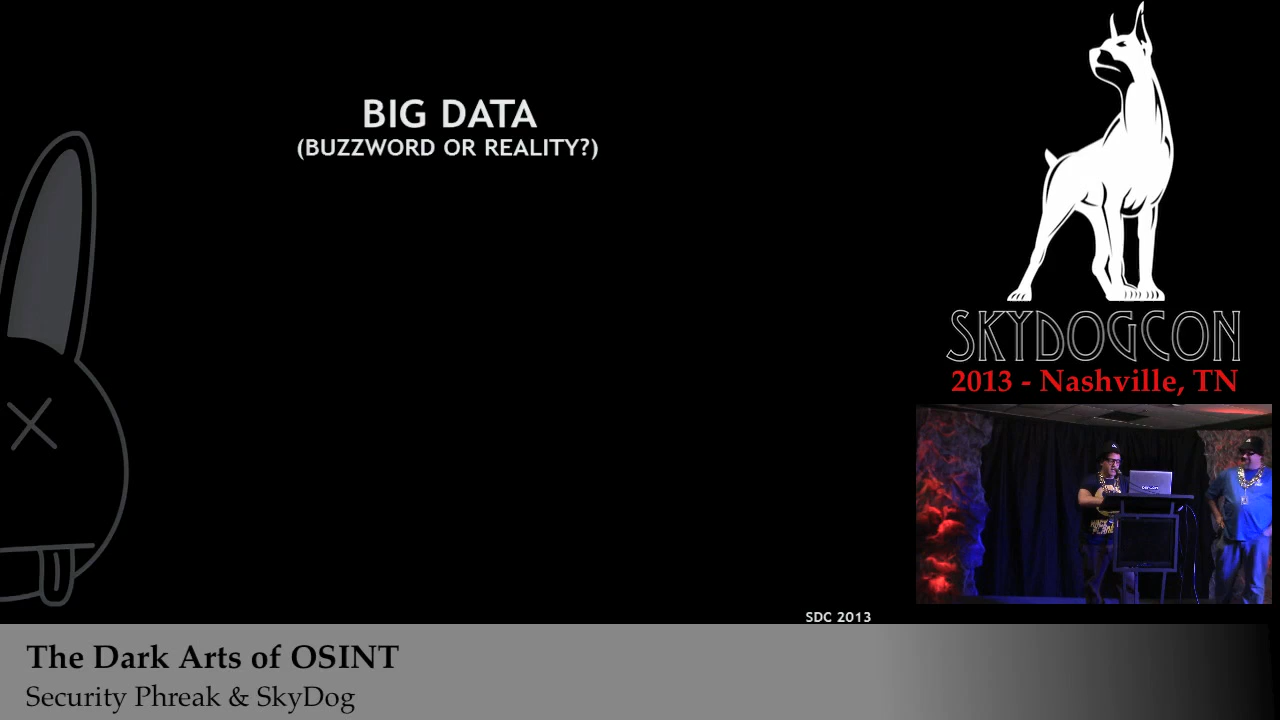 BIG DATA
(BUZZWORD OR REALITY?)
SKYDOGCON
2013 - Nashville, TN
SDC 2013
The Dark Arts of OSINT
Security Phreak & SkyDog